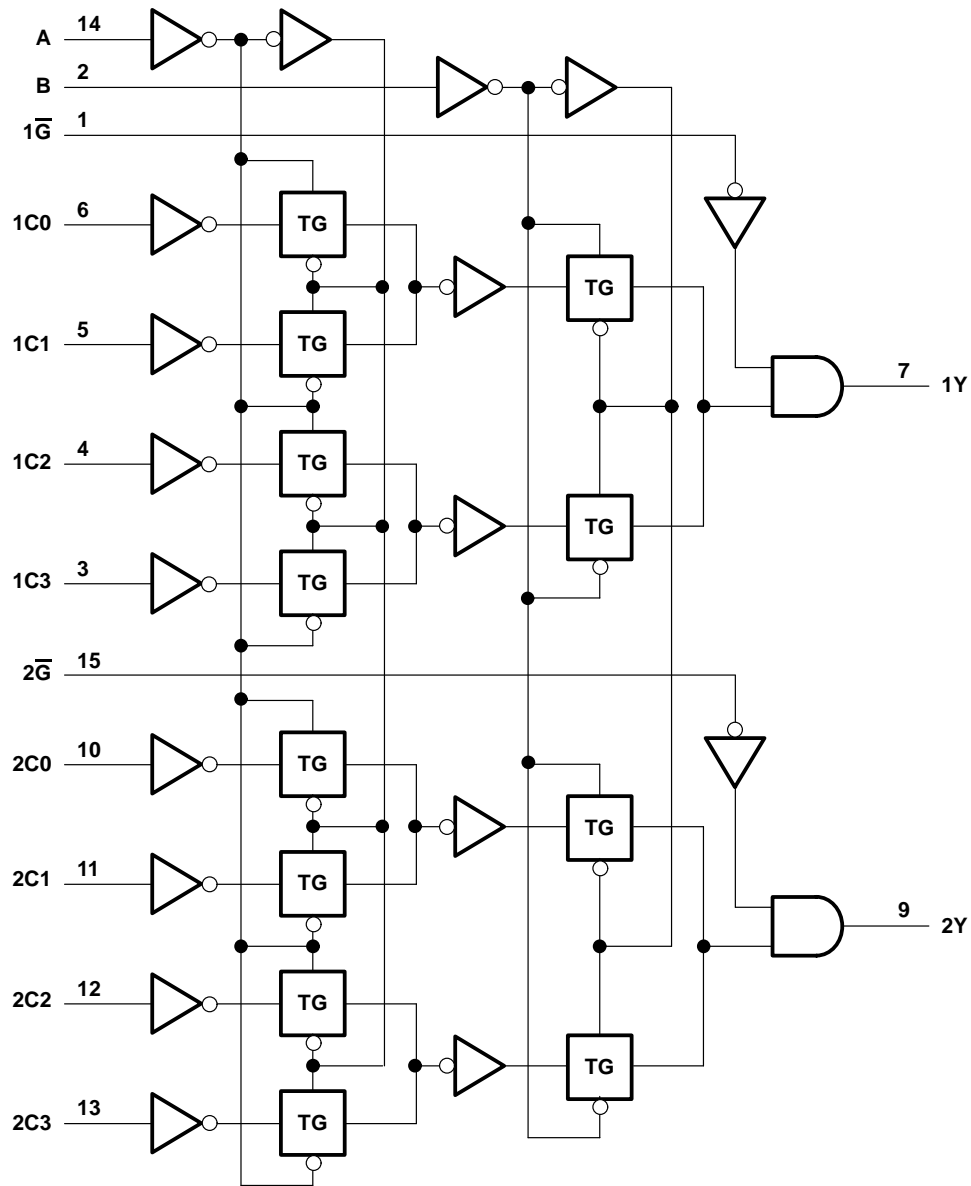 A 14
B 2
1G̅ 1
1C0 6 TG
TG
1C1 5 TG
7 1Y
1C2 4 TG
TG
1C3 3 TG
2G̅ 15
2C0 10 TG
TG
2C1 11 TG
9 2Y
2C2 12 TG
TG
2C3 13 TG